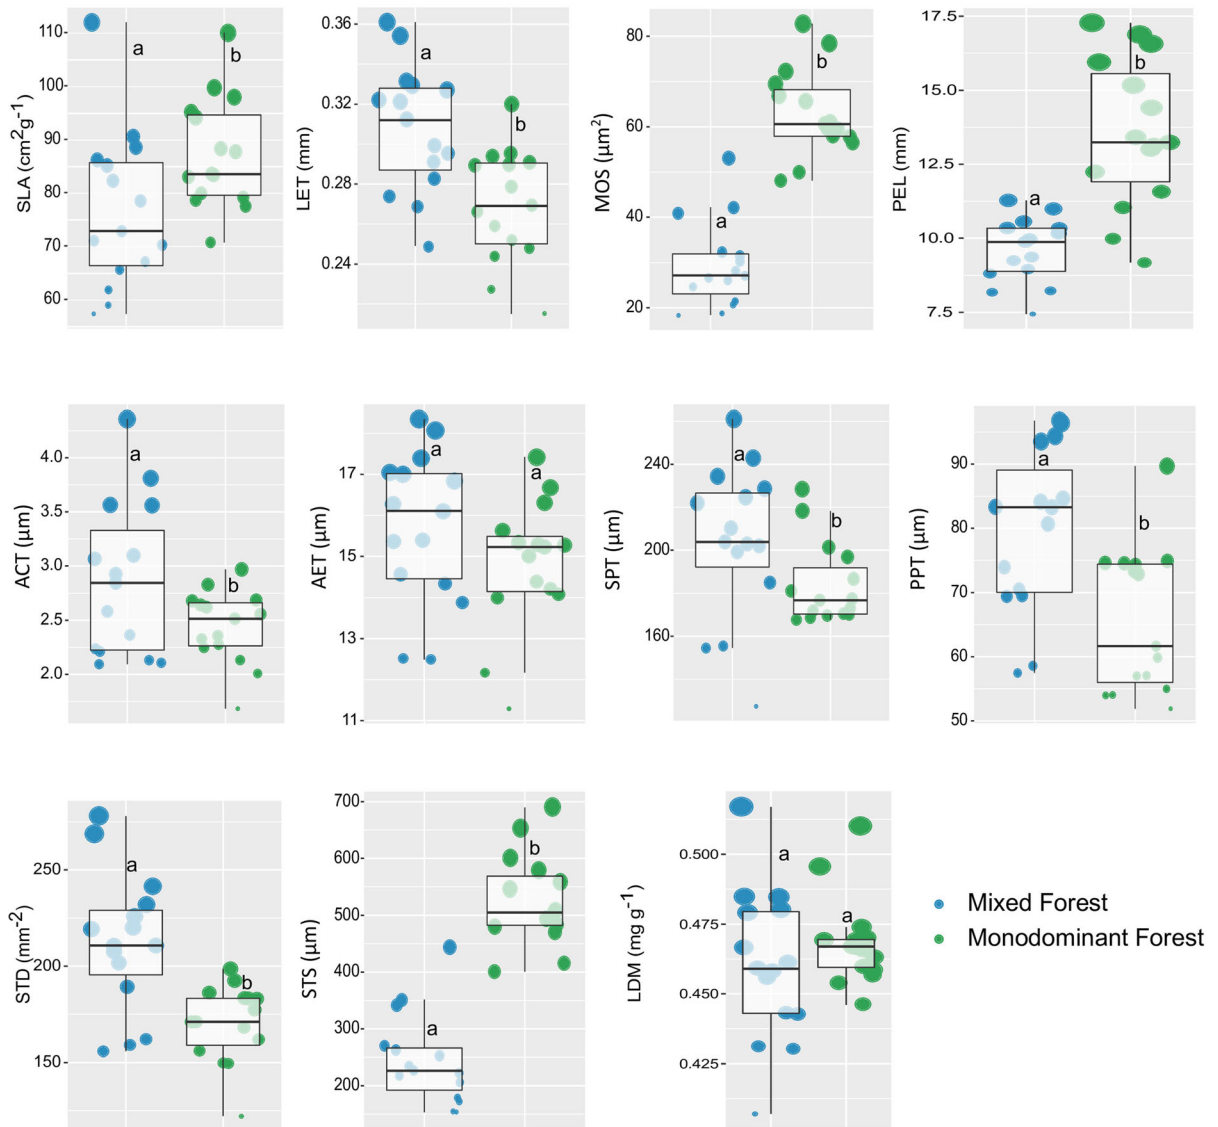 SLA (cm²g⁻¹)
110
100
90
80
70
60
a
b
LET (mm)
0.36
0.32
0.28
0.24
a
b
MOS (µm²)
80
60
40
20
a
b
PEL (mm)
17.5
15.0
12.5
10.0
7.5
a
b
ACT (µm)
4.0
3.5
3.0
2.5
2.0
a
b
AET (µm)
17
15
13
11
a
a
SPT (µm)
240
200
160
a
b
PPT (µm)
90
80
70
60
50
a
b
STD (mm⁻²)
250
200
150
a
b
STS (µm)
700
600
500
400
300
200
a
b
LDM (mg g⁻¹)
0.500
0.475
0.450
0.425
a
a
Mixed Forest
Monodominant Forest